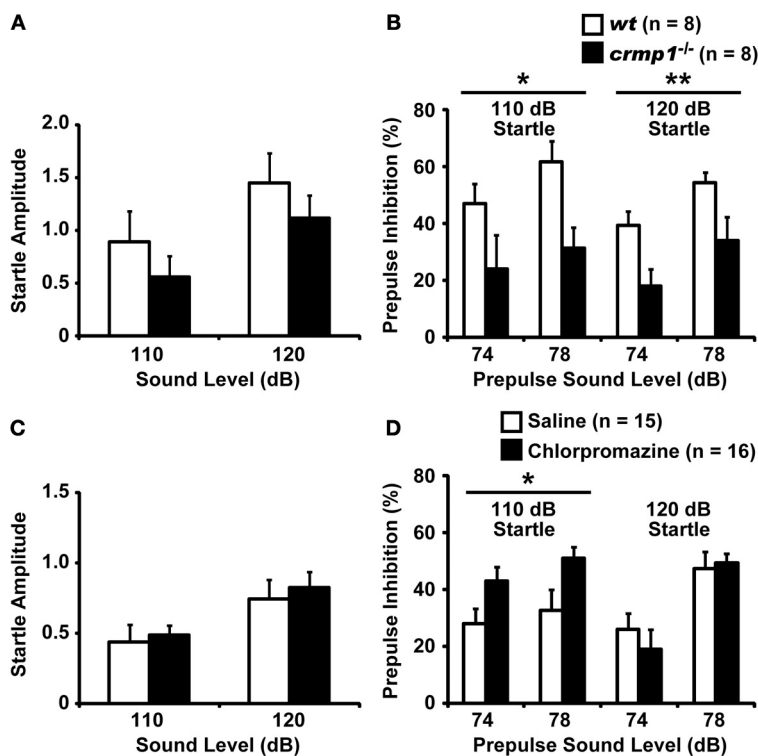 A
B
wt (n = 8)
crmp1-/- (n = 8)
*
**
110 dB
Startle
120 dB
Startle
Startle Amplitude
2.0
1.5
1.0
0.5
0
110
120
Sound Level (dB)
Prepulse Inhibition (%)
80
60
40
20
0
74
78
74
78
Prepulse Sound Level (dB)
C
D
Saline (n = 15)
Chlorpromazine (n = 16)
*
110 dB
Startle
120 dB
Startle
Startle Amplitude
1.5
1.0
0.5
0
110
120
Sound Level (dB)
Prepulse Inhibition (%)
80
60
40
20
0
74
78
74
78
Prepulse Sound Level (dB)